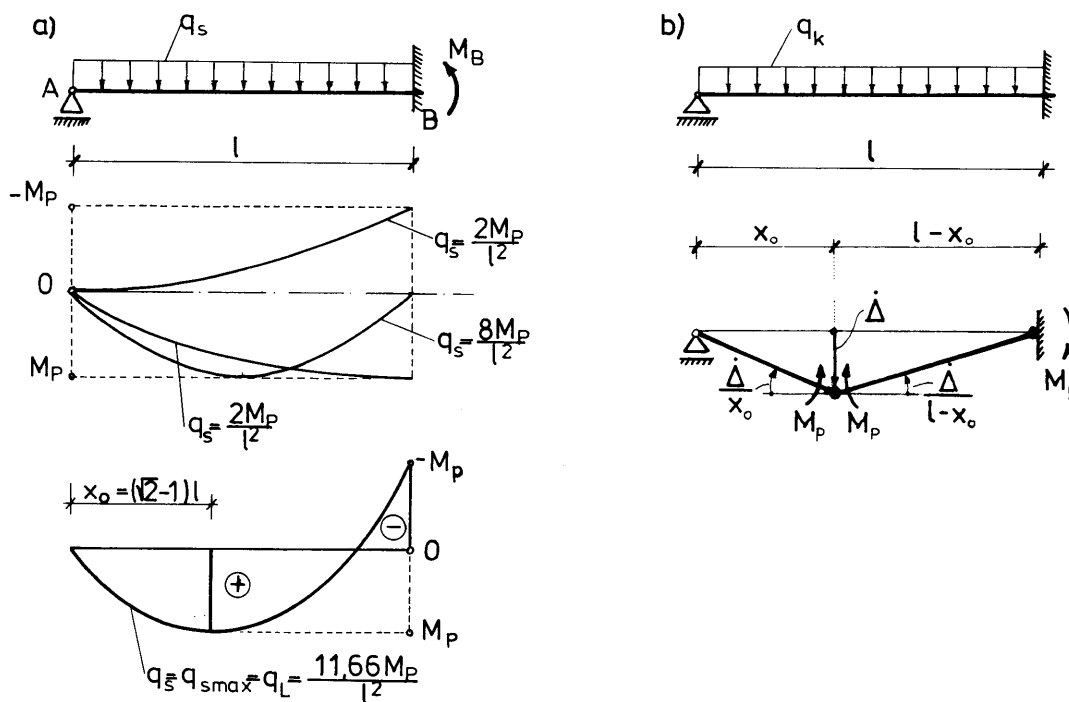 a)
q_s
A
B
M_B
l
-M_P
0
M_P
q_s = 2M_P / l²
q_s = 8M_P / l²
q_s = 2M_P / l²
x_o = (√2-1) l
-M_p
0
M_p
⊖
⊕
q_s = q_smax = q_L = 11,66 M_P / l²
b)
q_k
l
x_o
l - x_o
Δ̇
Δ̇ / x_o
M_P
M_P
Δ̇ / l-x_o